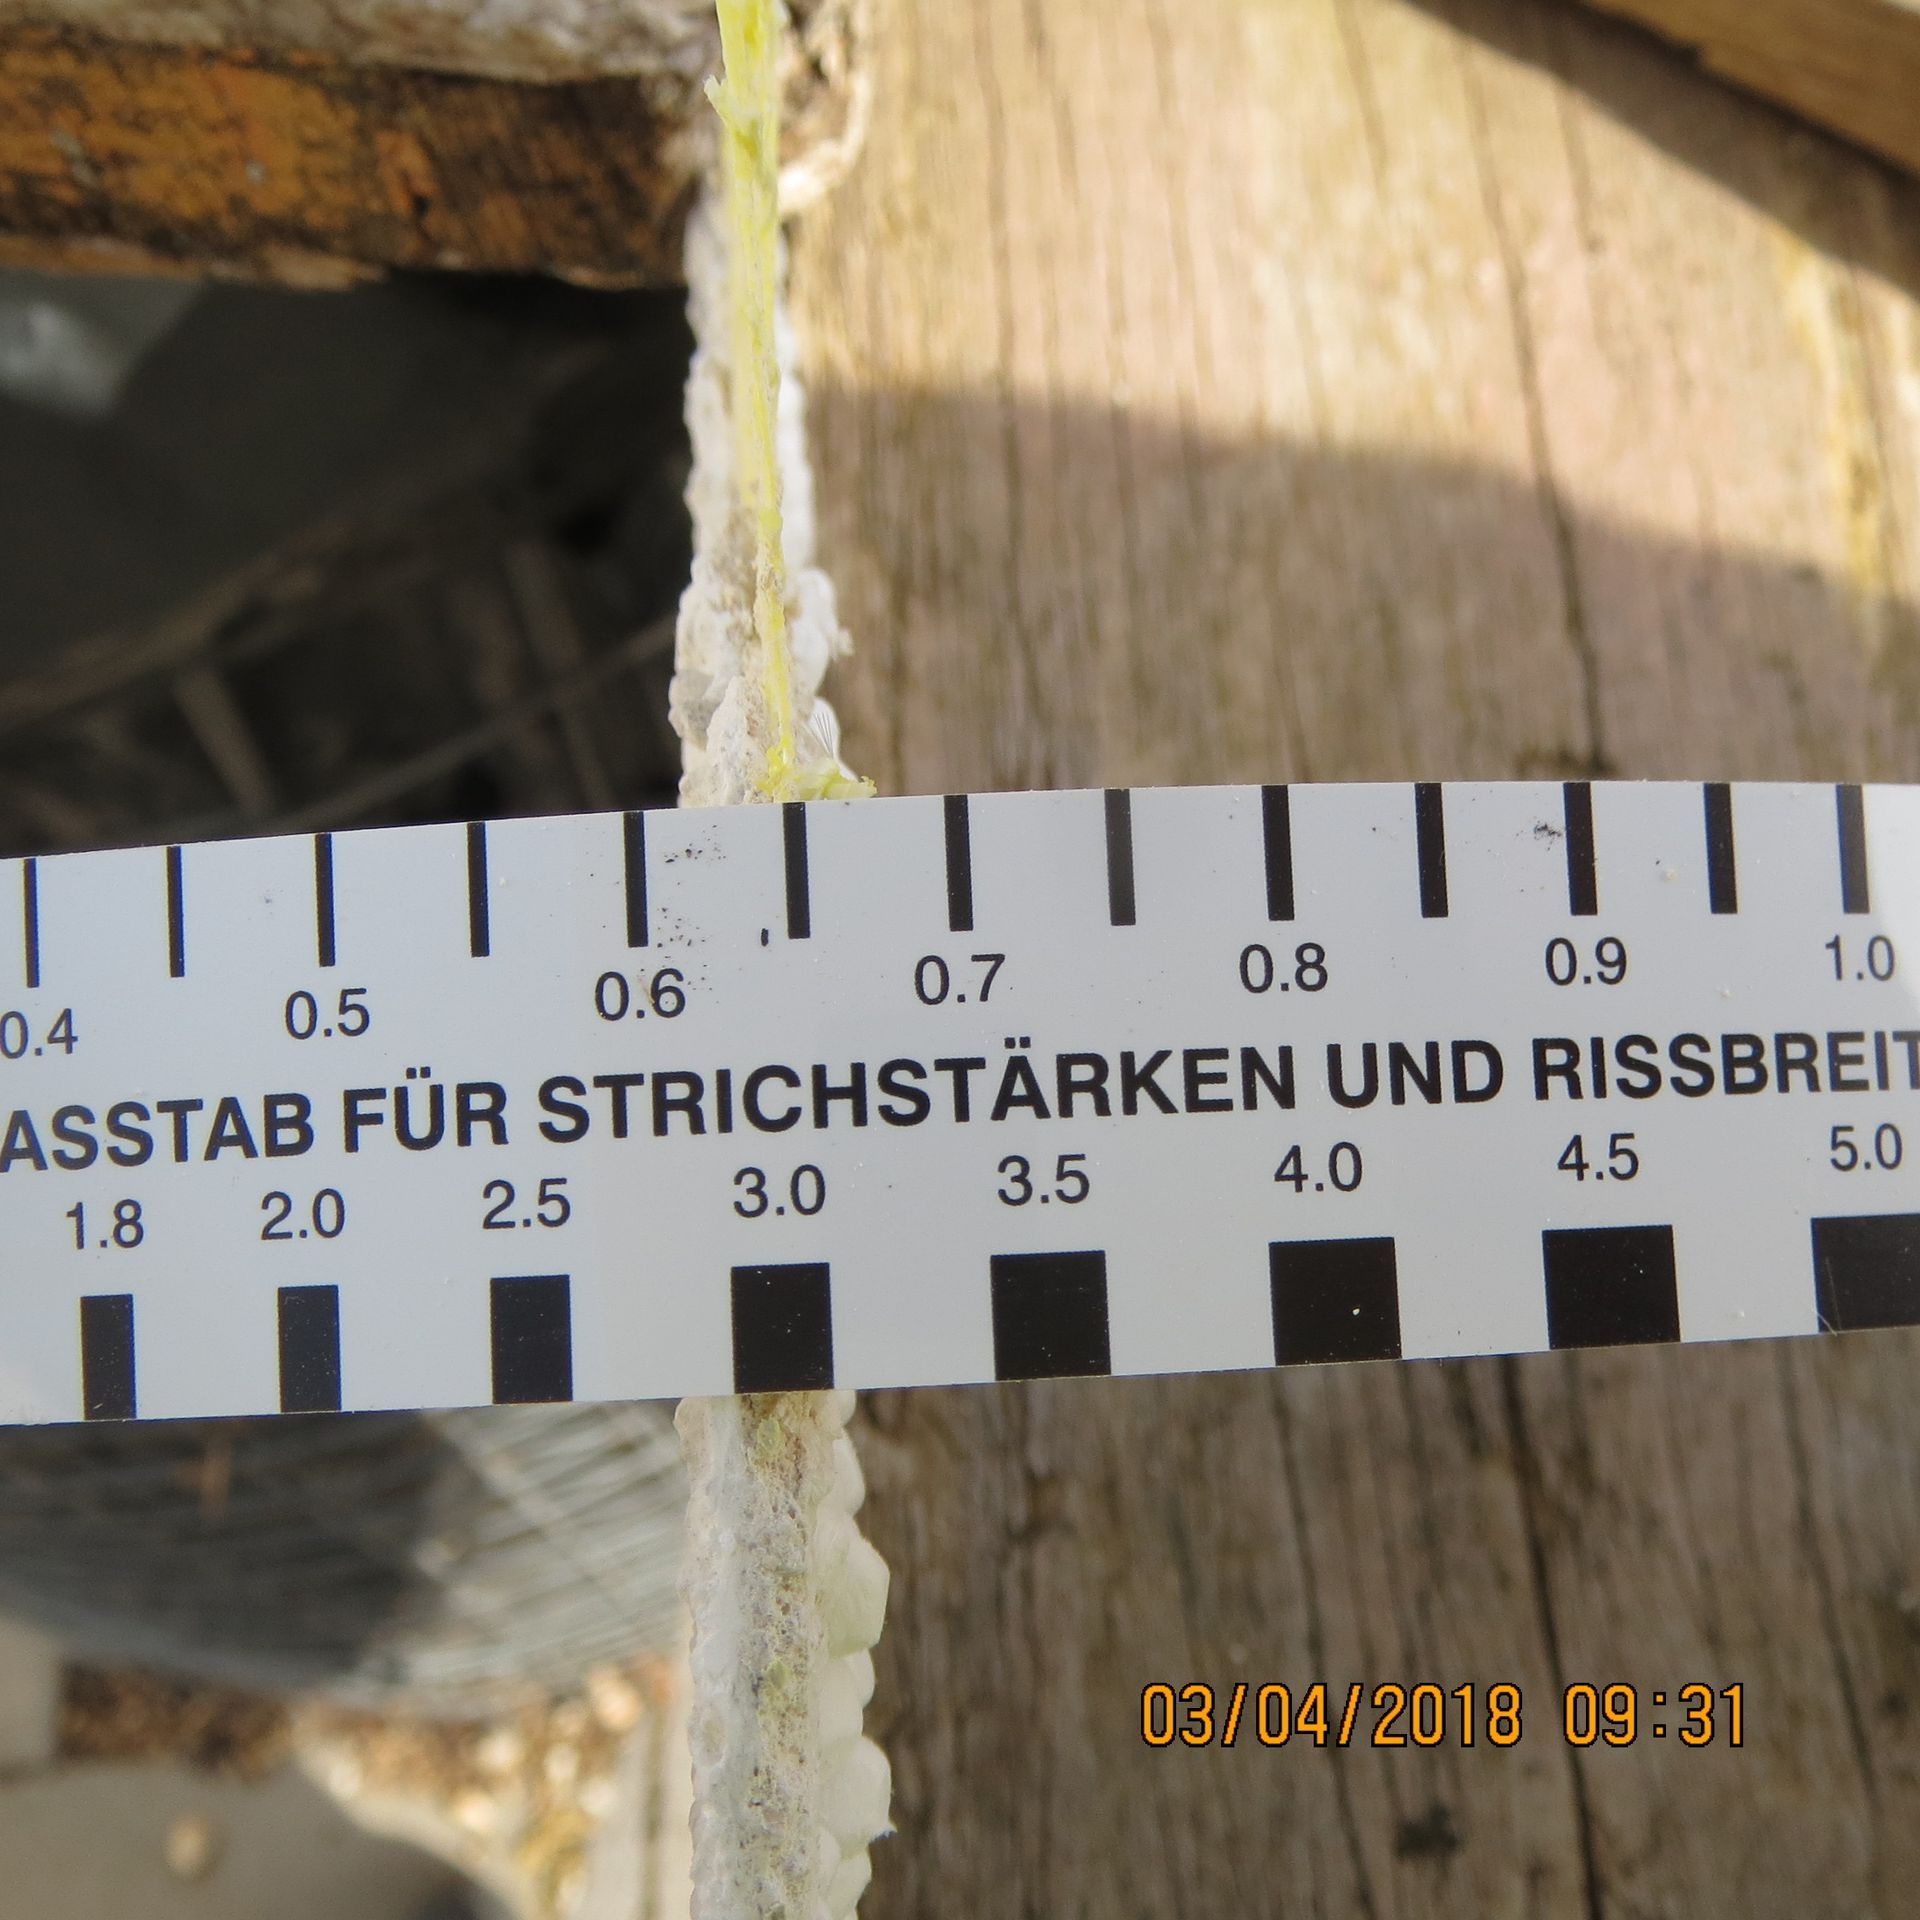 0.4 0.5 0.6 0.7 0.8 0.9 1.0
ASSTAB FÜR STRICHSTÄRKEN UND RISSBREIT
1.8 2.0 2.5 3.0 3.5 4.0 4.5 5.0
03/04/2018 09:31